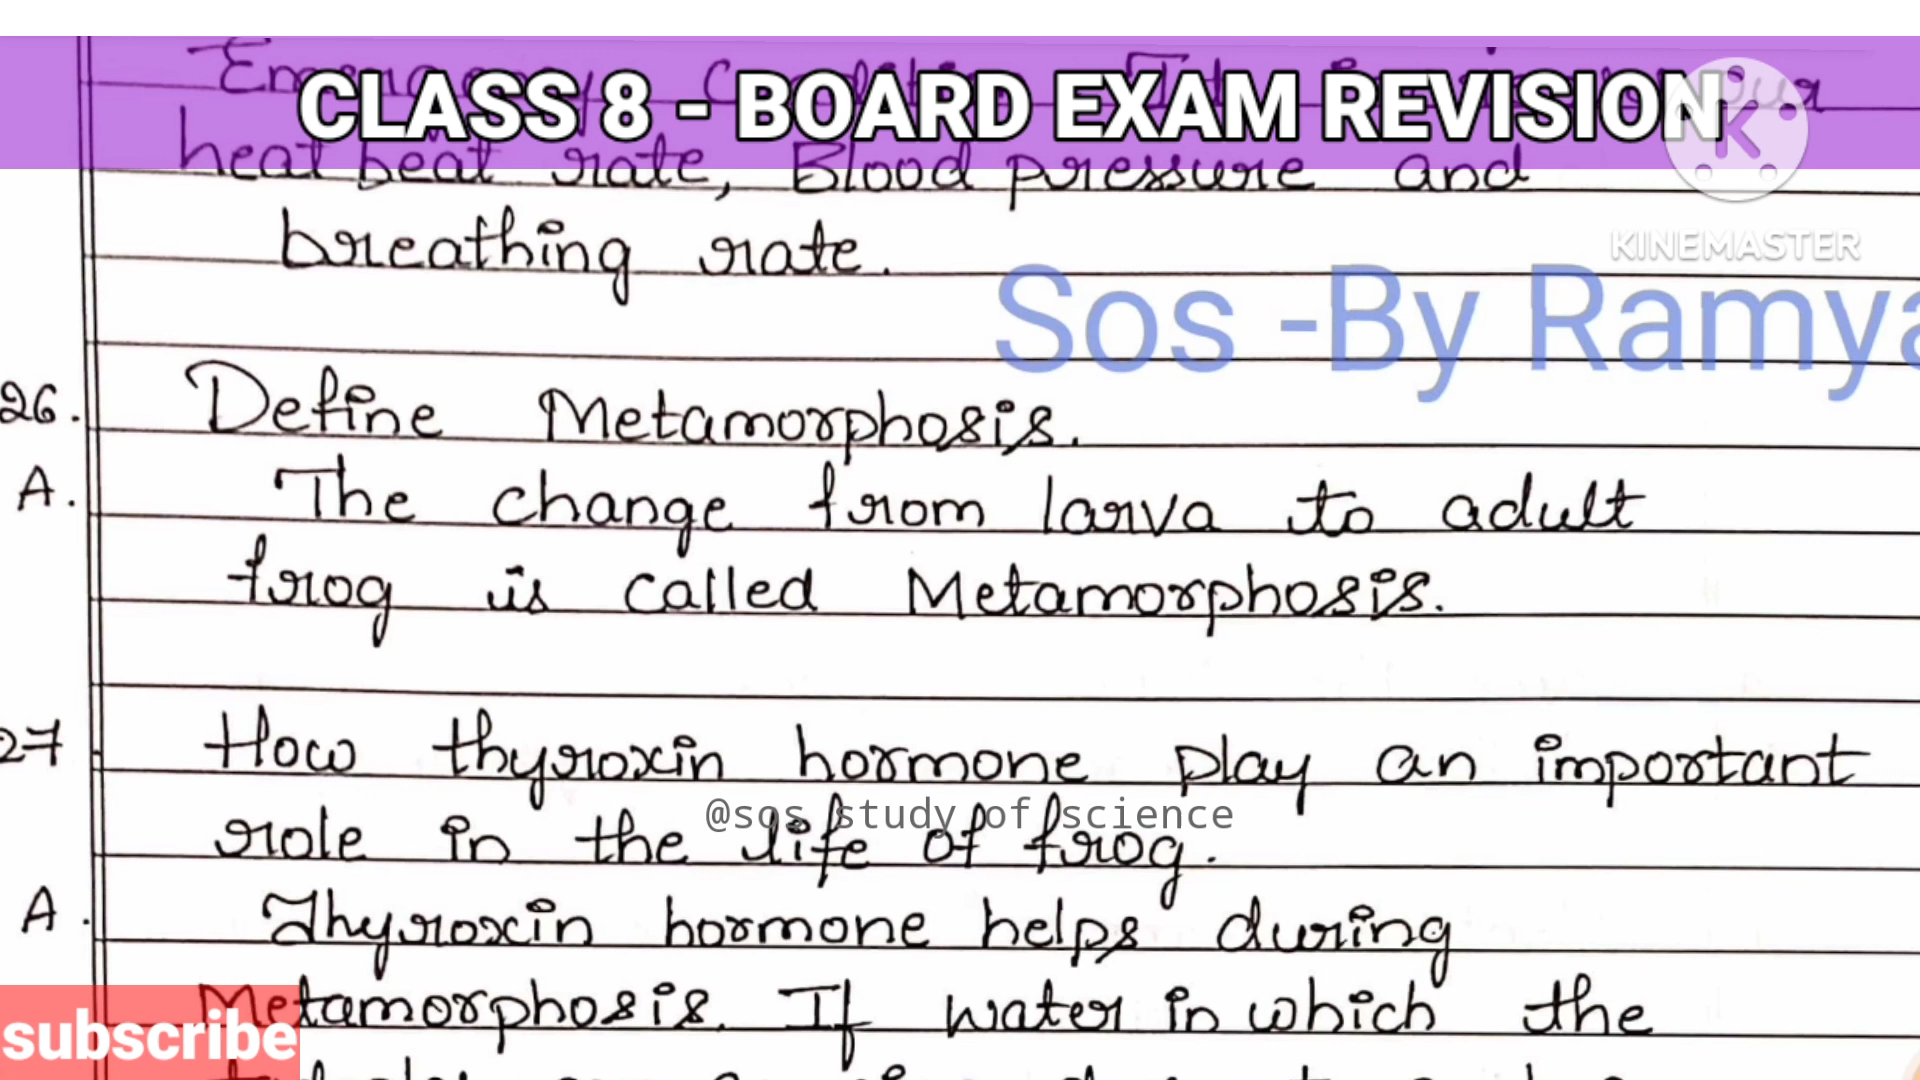 CLASS 8 - BOARD EXAM REVISION
heat beat rate, Blood pressure and
KINEMASTER
breathing rate.
Sos -By Ramya
26. Define Metamorphosis.
A. The change from larva to adult
frog is called Metamorphosis.
27 How thyroxin hormone play an important
@sos study of science
role in the life of frog.
A. Thyroxin hormone helps during
Metamorphosis. If water in which the
subscribe